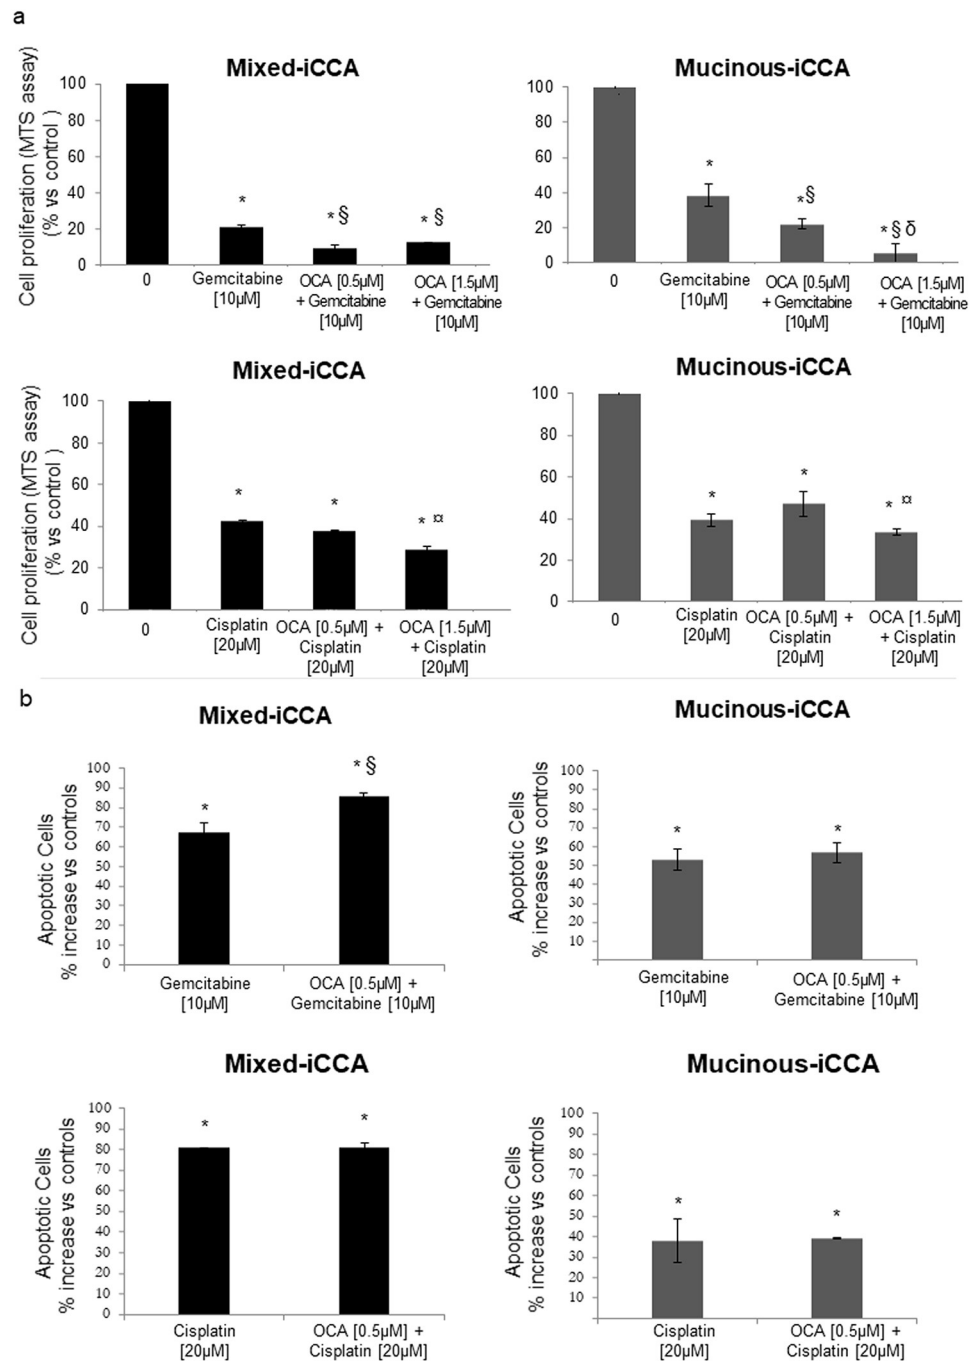 a
Mixed-iCCA
Cell proliferation (MTS assay)
(% vs control )
100
80
60
40
20
0
*
* §
* §
0
Gemcitabine
[10µM]
OCA [0.5µM]
+ Gemcitabine
[10µM]
OCA [1.5µM]
+ Gemcitabine
[10µM]
Mucinous-iCCA
100
80
60
40
20
0
*
*§
* § δ
0
Gemcitabine
[10µM]
OCA [0.5µM]
+ Gemcitabine
[10µM]
OCA [1.5µM]
+ Gemcitabine
[10µM]
Mixed-iCCA
Cell proliferation (MTS assay)
(% vs control )
100
80
60
40
20
0
*
*
* ¤
0
Cisplatin
[20µM]
OCA [0.5µM] +
Cisplatin
[20µM]
OCA [1.5µM]
+ Cisplatin
[20µM]
Mucinous-iCCA
100
80
60
40
20
0
*
*
* ¤
0
Cisplatin
[20µM]
OCA [0.5µM] +
Cisplatin
[20µM]
OCA [1.5µM]
+ Cisplatin
[20µM]
b
Mixed-iCCA
Apoptotic Cells
% increase vs controls
100
90
80
70
60
50
40
30
20
10
0
*
* §
Gemcitabine
[10µM]
OCA [0.5µM] +
Gemcitabine [10µM]
Mucinous-iCCA
Apoptotic Cells
% increase vs controls
100
90
80
70
60
50
40
30
20
10
*
*
Gemcitabine
[10µM]
OCA [0.5µM] +
Gemcitabine [10µM]
Mixed-iCCA
Apoptotic Cells
% increase vs controls
100
90
80
70
60
50
40
30
20
10
0
*
*
Cisplatin
[20µM]
OCA [0.5µM] +
Cisplatin [20µM]
Mucinous-iCCA
Apoptotic Cells
% increase vs controls
100
90
80
70
60
50
40
30
20
10
*
*
Cisplatin
[20µM]
OCA [0.5µM] +
Cisplatin [20µM]